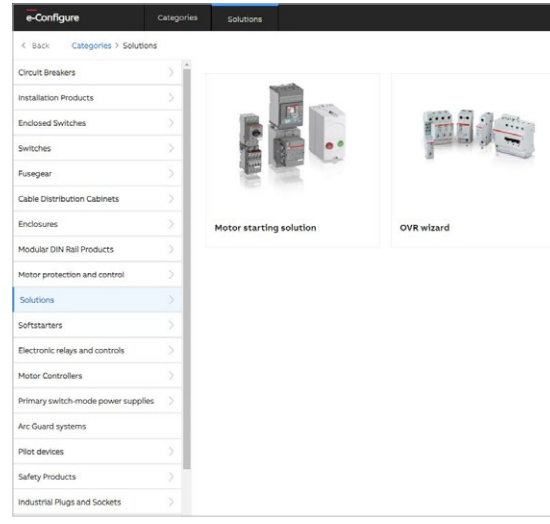 e-Configure
Categories
Solutions
< Back
Categories > Solutions
Circuit Breakers
Installation Products
Enclosed Switches
Switches
Fusegear
Cable Distribution Cabinets
Enclosures
Modular DIN Rail Products
Motor protection and control
Solutions
Softstarters
Electronic relays and controls
Motor Controllers
Primary switch-mode power supplies
Arc Guard systems
Pilot devices
Safety Products
Industrial Plugs and Sockets
Motor starting solution
OVR wizard